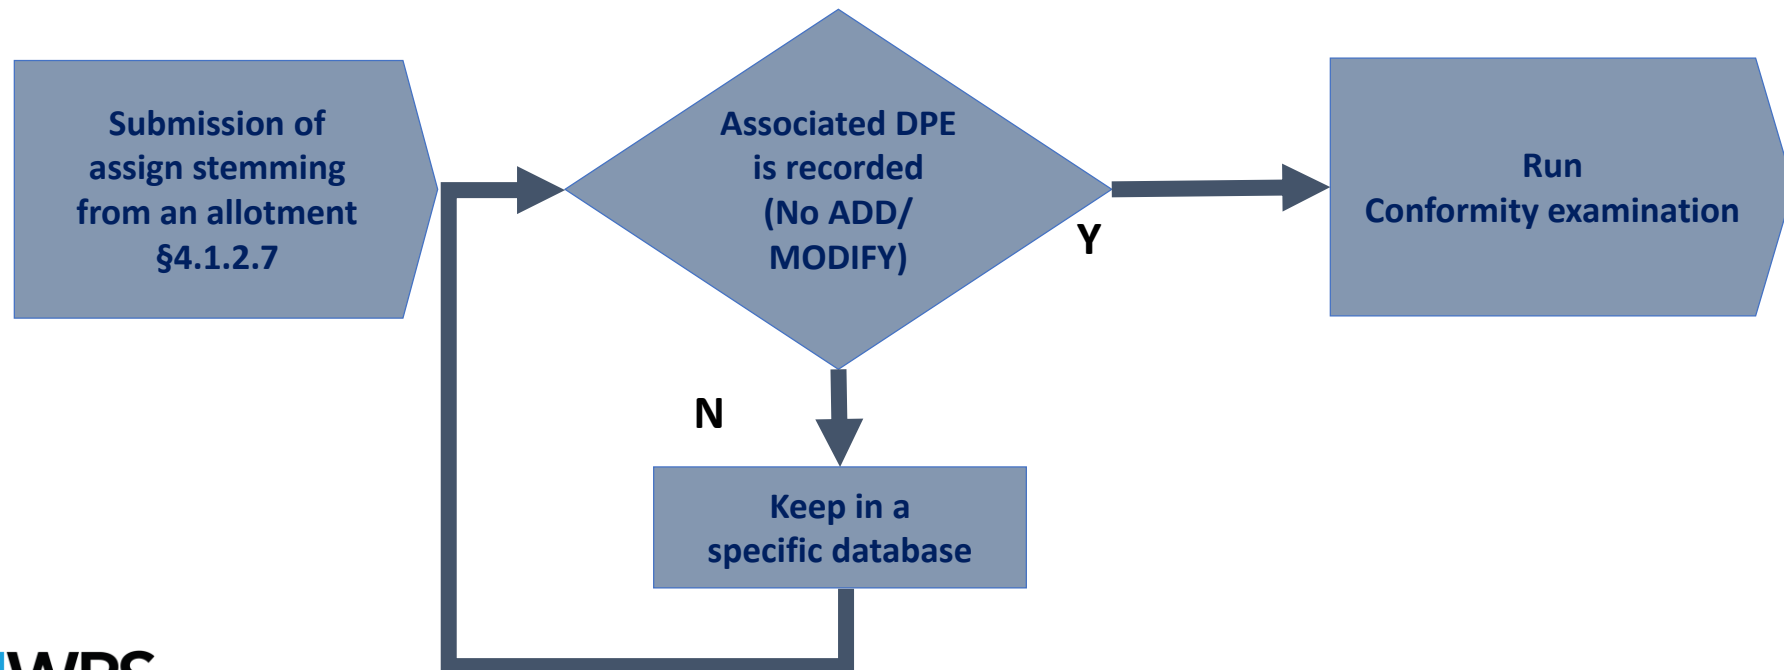 Submission of
assign stemming
from an allotment
§4.1.2.7
Associated DPE
is recorded
(No ADD/
MODIFY)
Y
Run
Conformity examination
N
Keep in a
specific database
WRS